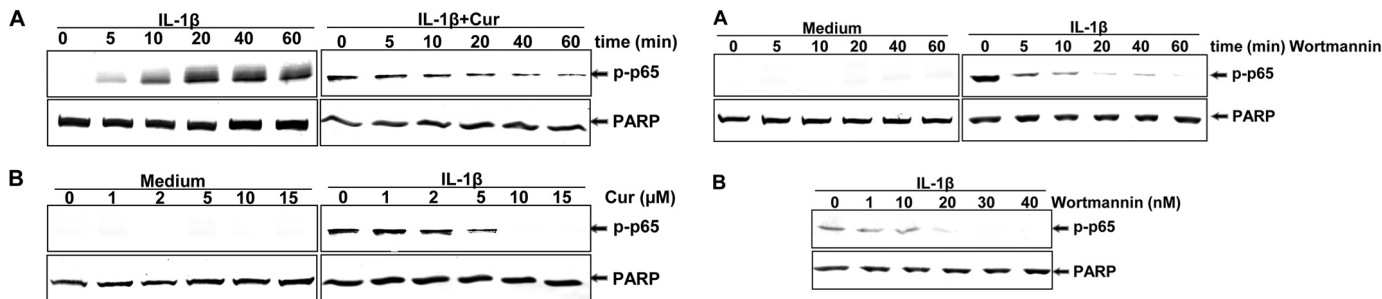 A
IL-1β
IL-1β+Cur
0 5 10 20 40 60
0 5 10 20 40 60
time (min)
p-p65
PARP
B
Medium
IL-1β
0 1 2 5 10 15
0 1 2 5 10 15
Cur (μM)
p-p65
PARP
A
Medium
IL-1β
0 5 10 20 40 60
0 5 10 20 40 60
time (min) Wortmannin
p-p65
PARP
B
IL-1β
0 1 10 20 30 40
Wortmannin (nM)
p-p65
PARP